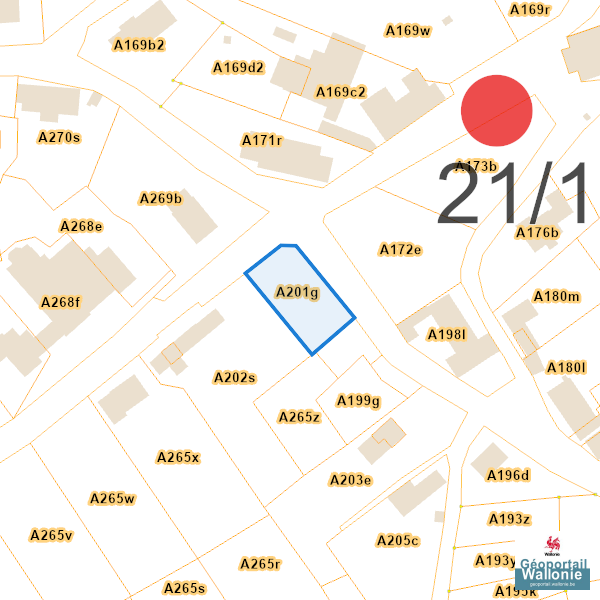 A169r
A169w
A169b2
A169d2
A169c2
A270s
A171r
A173b
21/1
A269b
A268e
A172e
A176b
A201g
A180m
A268f
A198l
A180l
A202s
A199g
A265z
A265x
A203e
A196d
A265w
A193z
A265v
A205c
A265r
A193y
A265s
A195k
Wallonie
Géoportail
Wallonie
geoportail.wallonie.be